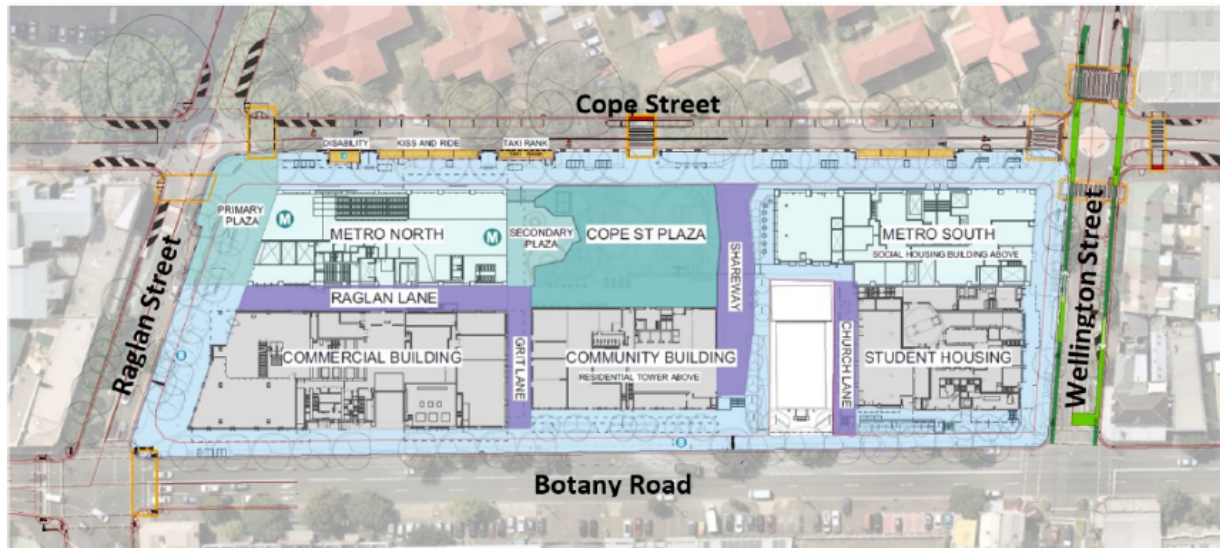 Cope Street
DISABILITY
KISS AND RIDE
TAXI RANK
PRIMARY
PLAZA
M
METRO NORTH
M
SECONDARY
PLAZA
COPE ST PLAZA
SHAREWAY
METRO SOUTH
SOCIAL HOUSING BUILDING ABOVE
Raglan Street
RAGLAN LANE
Wellington Street
COMMERCIAL BUILDING
GRIT LANE
COMMUNITY BUILDING
RESIDENTIAL TOWER ABOVE
CHURCH LANE
STUDENT HOUSING
B
B
Botany Road